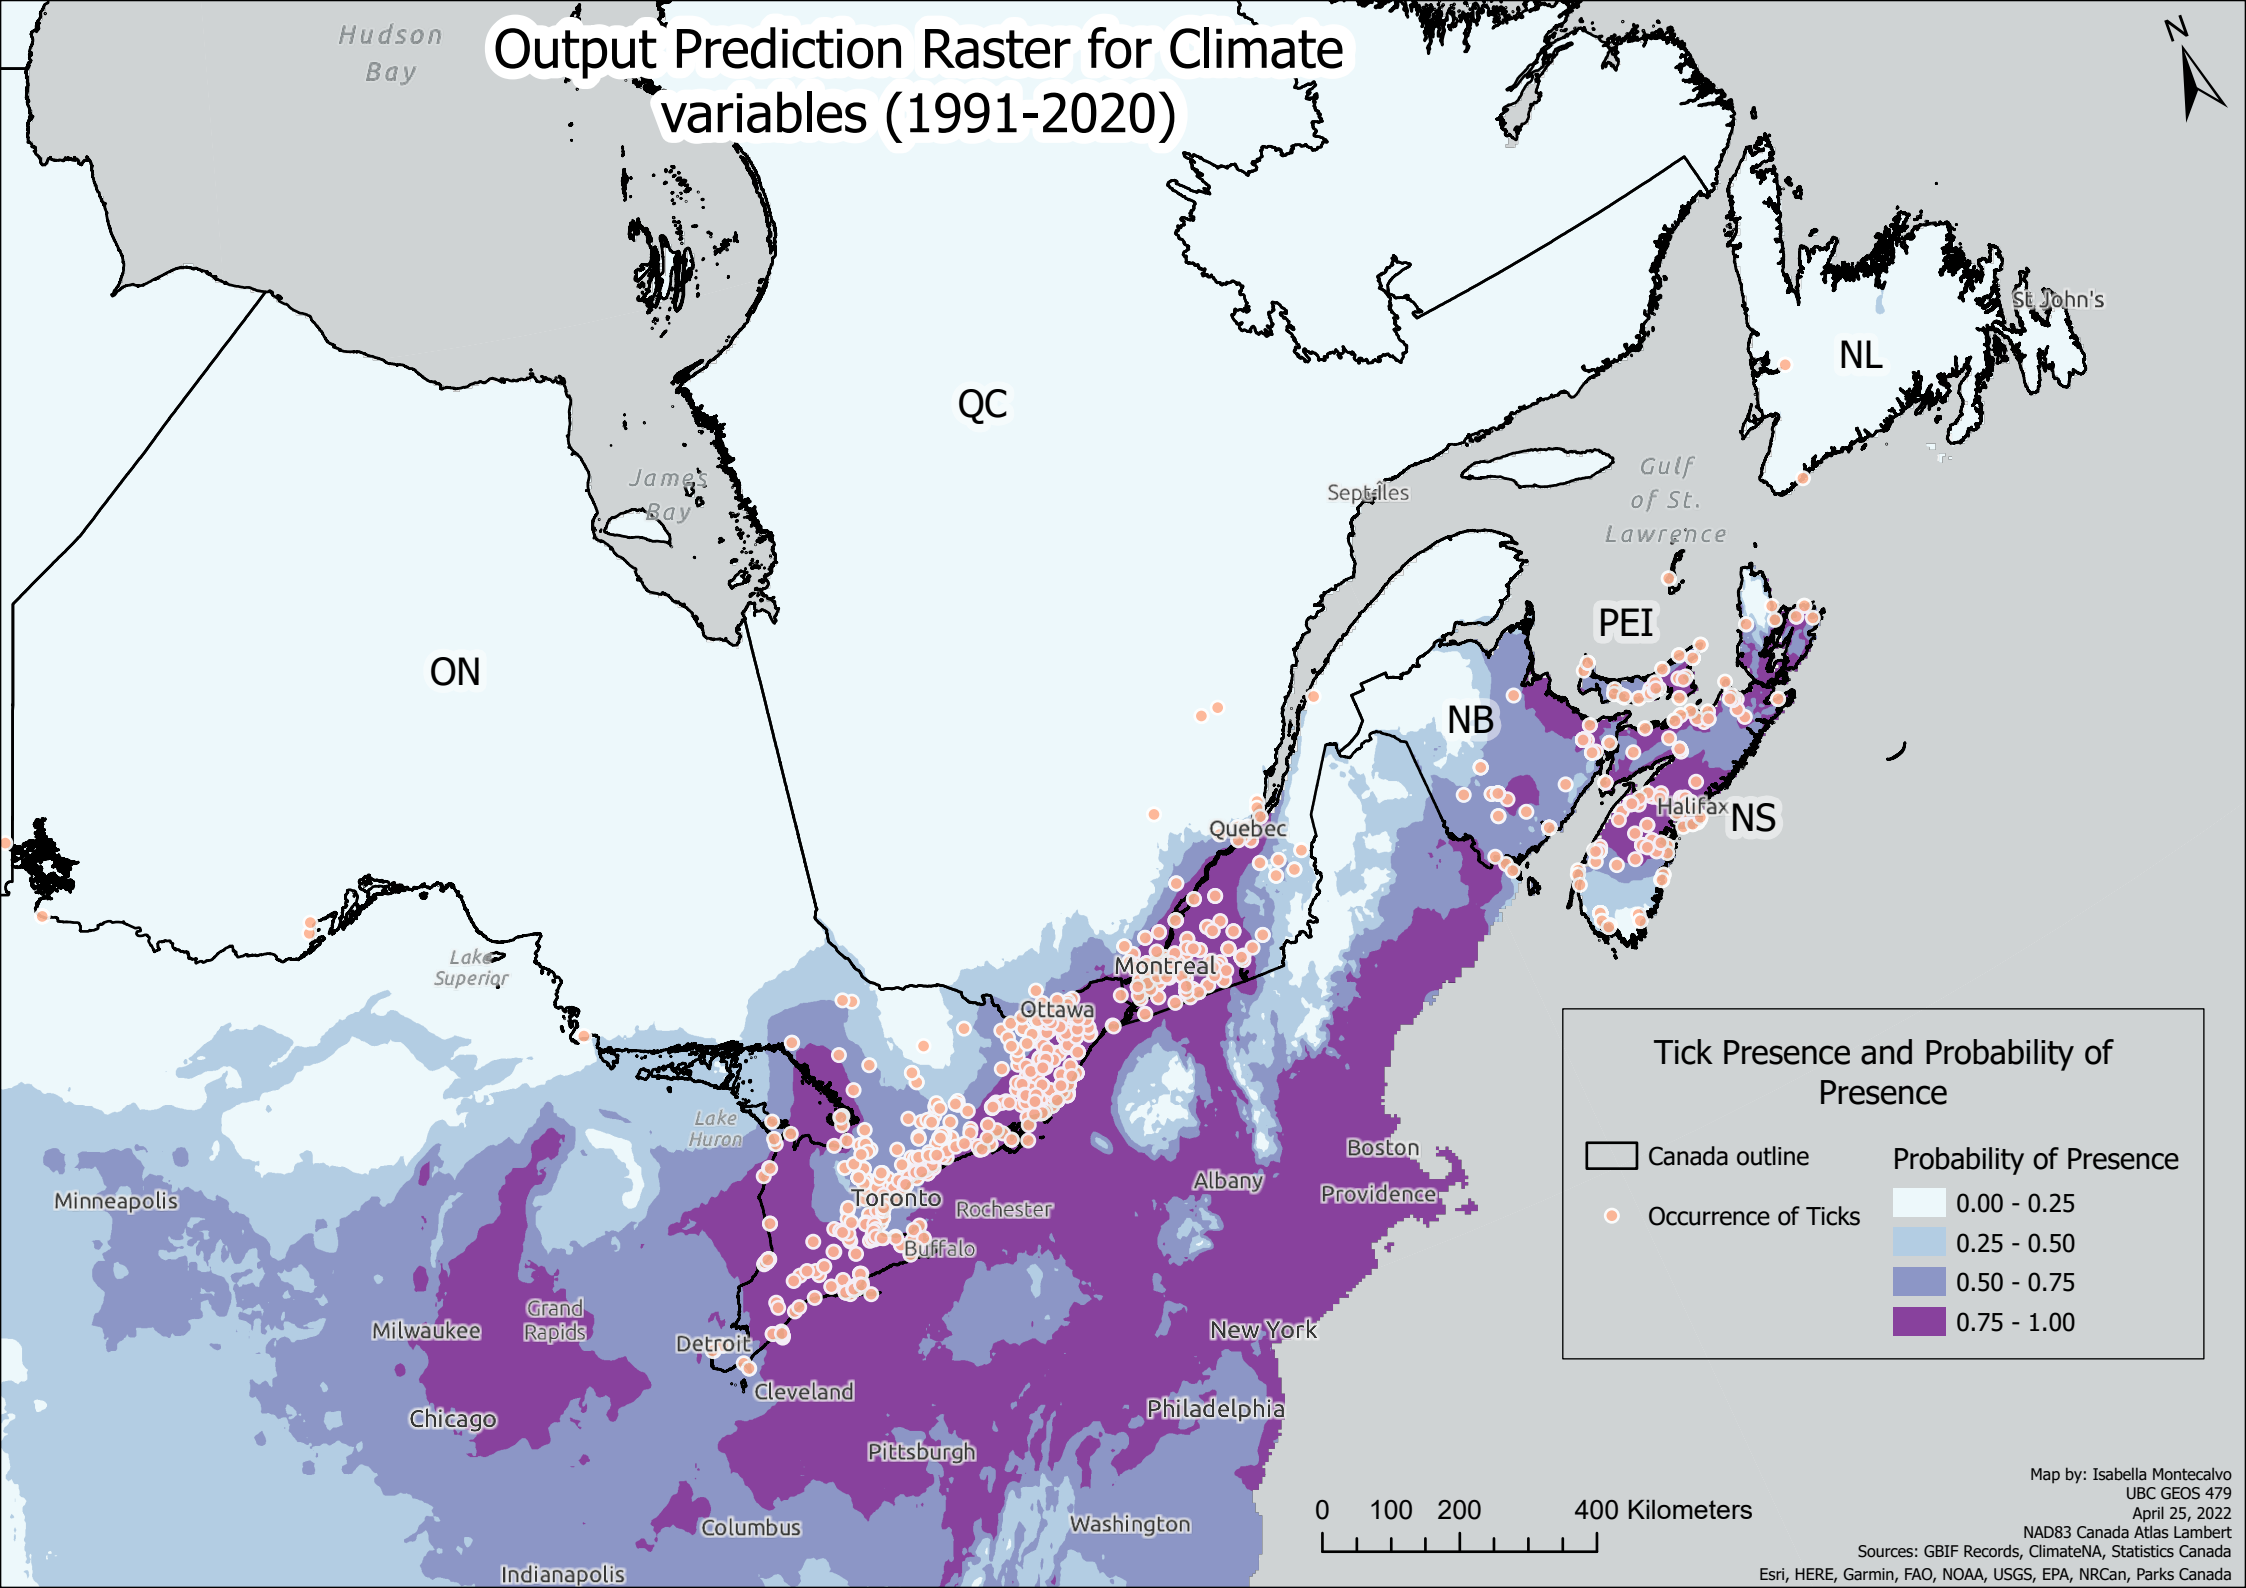 Output Prediction Raster for Climate
variables (1991-2020)
N
Hudson
Bay
St. John's
NL
QC
James
Bay
Sept-Îles
Gulf
of St.
Lawrence
PEI
ON
NB
Halifax
NS
Quebec
Lake
Superior
Montreal
Ottawa
Lake
Huron
Boston
Minneapolis
Albany
Providence
Toronto
Rochester
Buffalo
Grand
Rapids
Milwaukee
Detroit
New York
Cleveland
Chicago
Philadelphia
Pittsburgh
Columbus
Washington
Indianapolis
Tick Presence and Probability of
Presence
Canada outline
Occurrence of Ticks
Probability of Presence
0.00 - 0.25
0.25 - 0.50
0.50 - 0.75
0.75 - 1.00
0 100 200 400 Kilometers
Map by: Isabella Montecalvo
UBC GEOS 479
April 25, 2022
NAD83 Canada Atlas Lambert
Sources: GBIF Records, ClimateNA, Statistics Canada
Esri, HERE, Garmin, FAO, NOAA, USGS, EPA, NRCan, Parks Canada